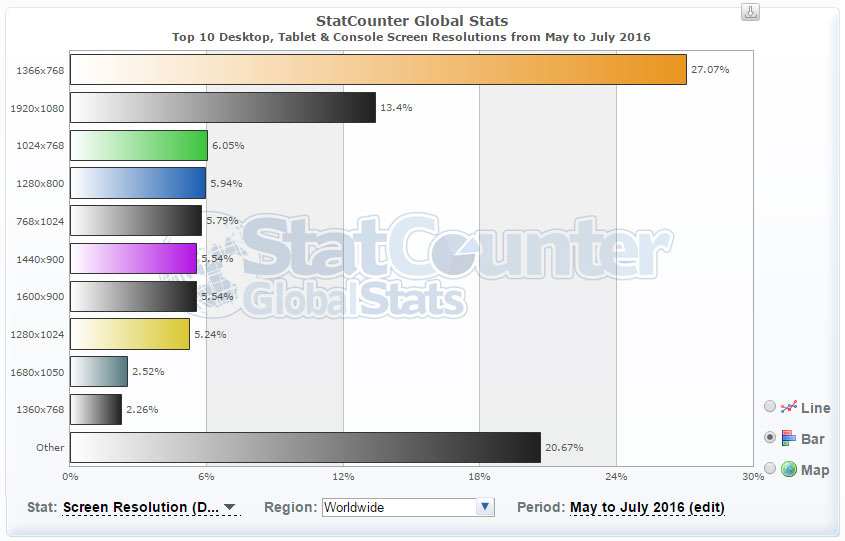 StatCounter Global Stats
Top 10 Desktop, Tablet & Console Screen Resolutions from May to July 2016
1366x768 27.07%
1920x1080 13.4%
1024x768 6.05%
1280x800 5.94%
768x1024 5.79%
1440x900 5.54%
1600x900 5.54%
1280x1024 5.24%
1680x1050 2.52%
1360x768 2.26%
Other 20.67%
StatCounter
GlobalStats
0% 6% 12% 18% 24% 30%
Line
Bar
Map
Stat: Screen Resolution (D... Region: Worldwide Period: May to July 2016 (edit)